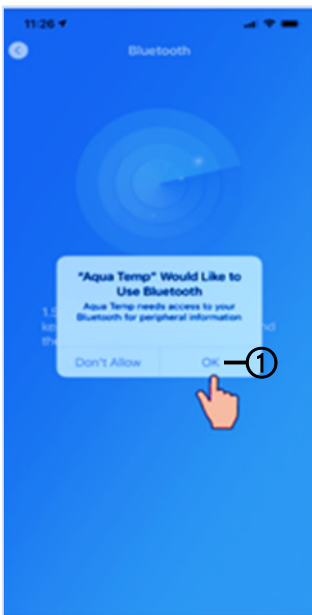 11:26
Bluetooth
"Aqua Temp" Would Like to
Use Bluetooth
Aqua Temp needs access to your
Bluetooth for peripheral information
Don't Allow
OK
1